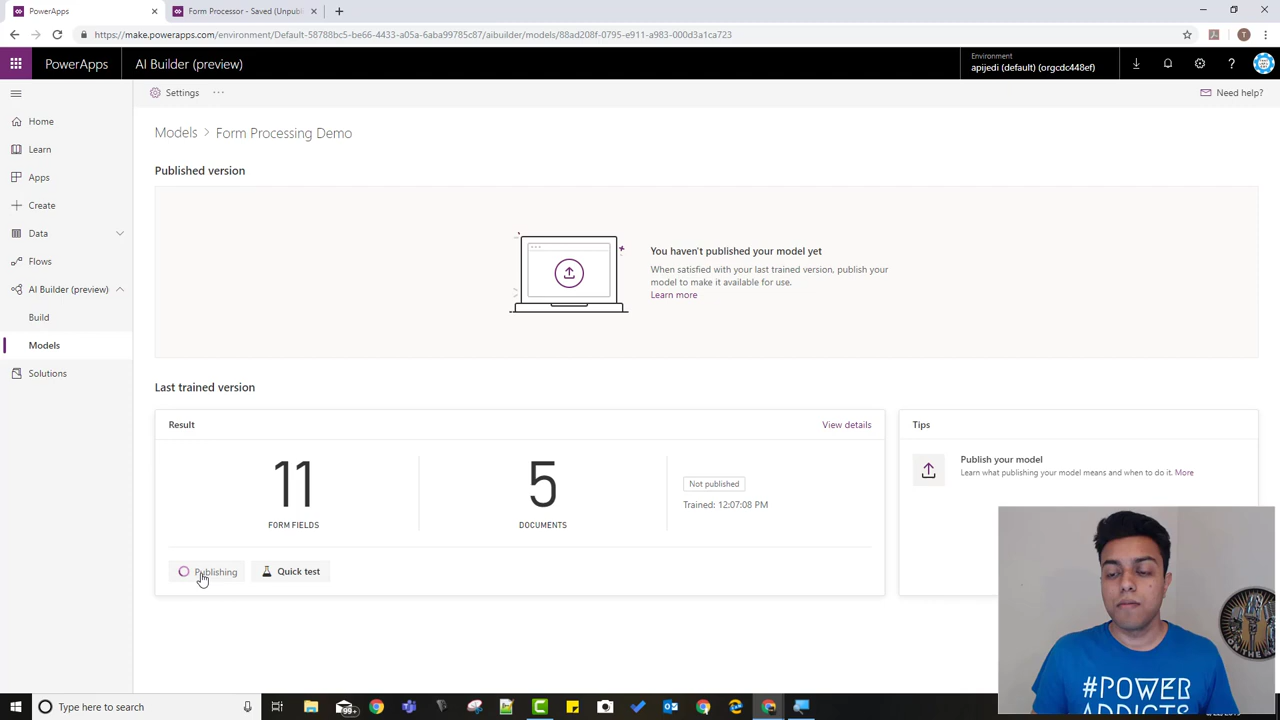 PowerApps
Form Processor - Saved (Unpubl
https://make.powerapps.com/environment/Default-58788bc5-be66-4433-a05a-6aba99785c87/aibuilder/models/88ad208f-0795-e911-a983-000d3a1ca723
PowerApps
AI Builder (preview)
Environment
apijedi (default) (orgcdc448ef)
Settings
Need help?
Home
Learn
Apps
Create
Data
Flows
AI Builder (preview)
Build
Models
Solutions
Models > Form Processing Demo
Published version
You haven't published your model yet
When satisfied with your last trained version, publish your
model to make it available for use.
Learn more
Last trained version
Result
View details
11
FORM FIELDS
5
DOCUMENTS
Not published
Trained: 12:07:08 PM
Publishing
Quick test
Tips
Publish your model
Learn what publishing your model means and when to do it. More
#POWER
ADDICTS
Type here to search
99+